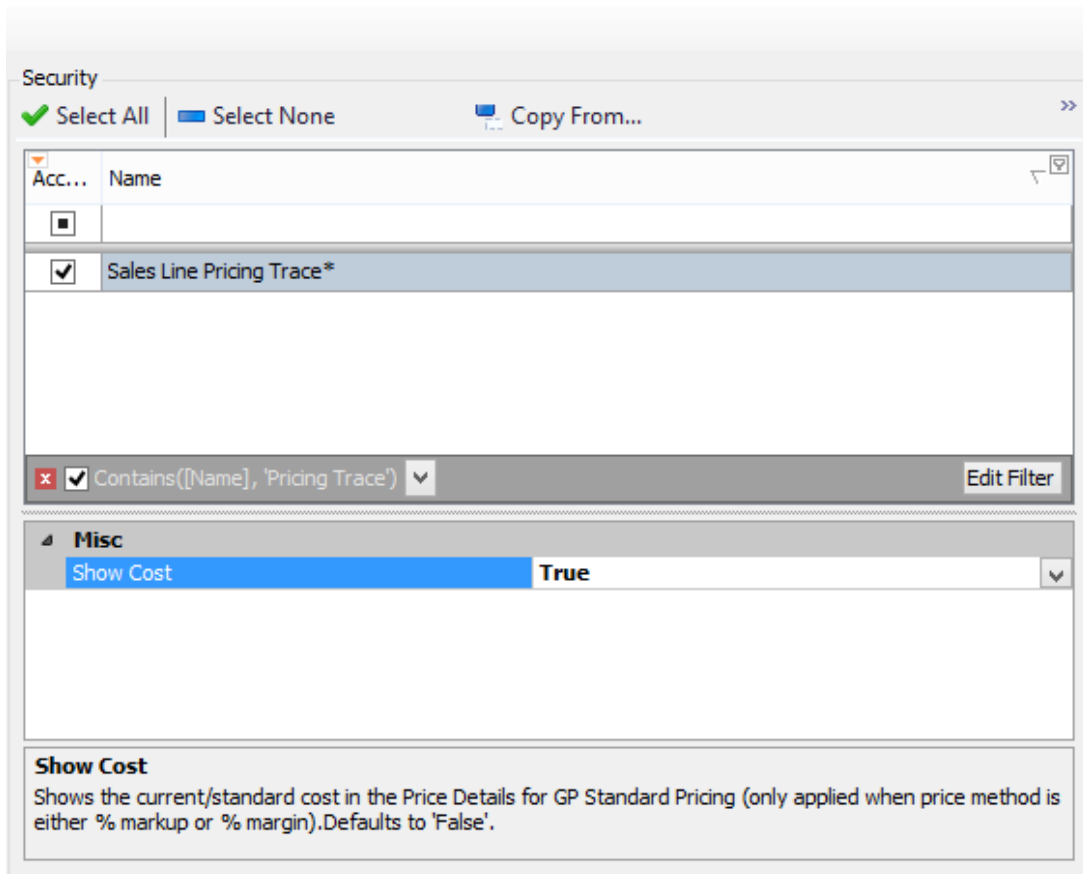 Security
Select All Select None Copy From... »
Acc... Name
Sales Line Pricing Trace*
Contains([Name], 'Pricing Trace') Edit Filter
Misc
Show Cost True
Show Cost
Shows the current/standard cost in the Price Details for GP Standard Pricing (only applied when price method is
either % markup or % margin).Defaults to 'False'.